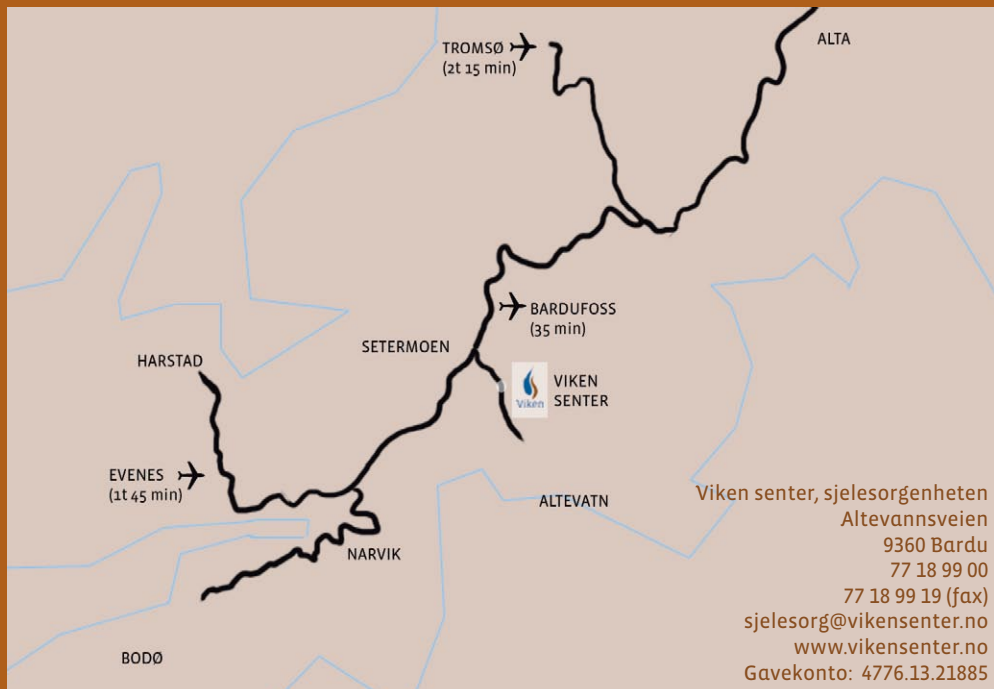 TROMSØ
(2t 15 min)
ALTA
BARDUFOSS
(35 min)
SETERMOEN
HARSTAD
Viken
VIKEN
SENTER
EVENES
(1t 45 min)
ALTEVATN
NARVIK
BODØ
Viken senter, sjelesorgenheten
Altevannsveien
9360 Bardu
77 18 99 00
77 18 99 19 (fax)
sjelesorg@vikensenter.no
www.vikensenter.no
Gavekonto: 4776.13.21885